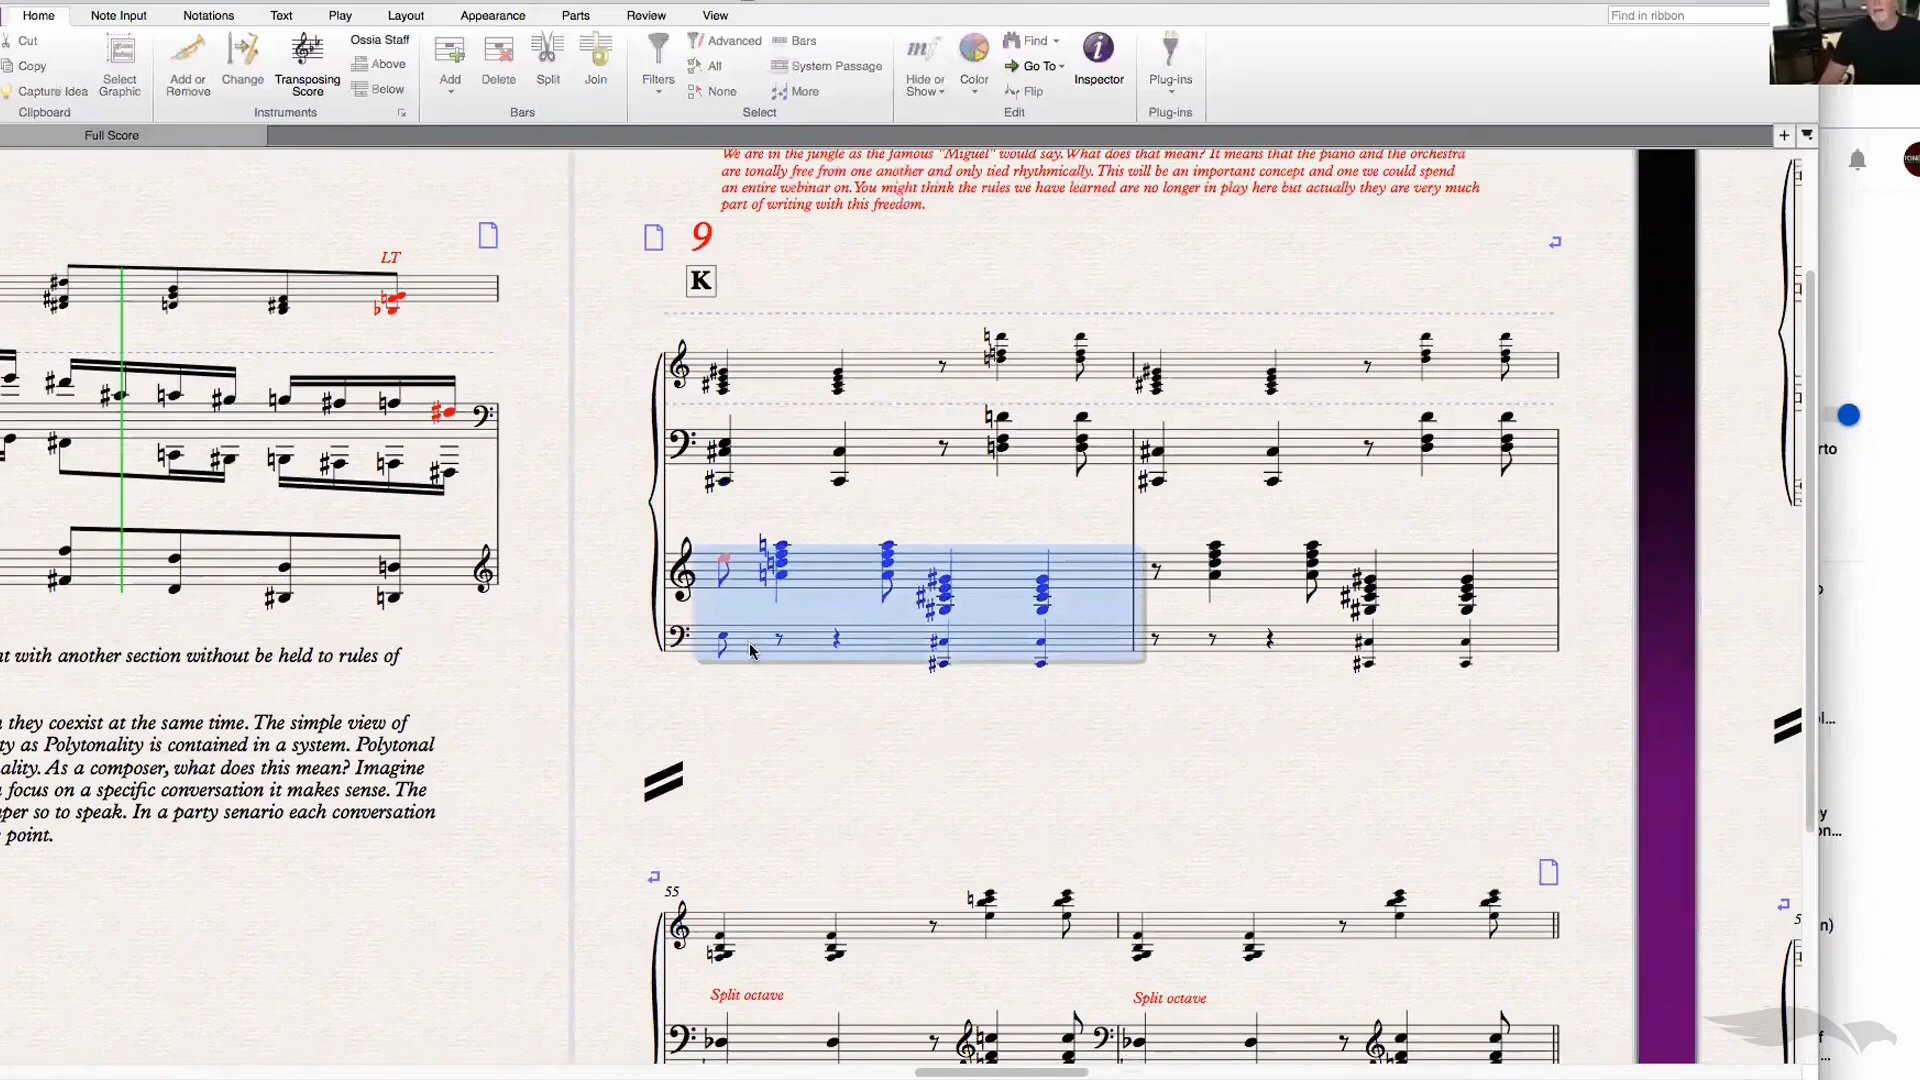 Home Note Input Notations Text Play Layout Appearance Parts Review View Find in ribbon
Cut
Copy
Capture Idea
Clipboard
Select Graphic
Add or Remove
Change
Transposing Score
Ossia Staff
Above
Below
Instruments
Add
Delete
Split
Join
Bars
Filters
Advanced
All
None
Bars
System Passage
More
Select
Hide or Show
Color
Find
Go To
Flip
Inspector
Edit
Plug-ins
Plug-ins
Full Score
We are in the jungle as the famous "Miguel" would say. What does that mean? It means that the piano and the orchestra
are tonally free from one another and only tied rhythmically. This will be an important concept and one we could spend
an entire webinar on. You might think the rules we have learned are no longer in play here but actually they are very much
part of writing with this freedom.
9
K
LT
t with another section without be held to rules of
they coexist at the same time. The simple view of
ty as Polytonality is contained in a system. Polytonal
ality. As a composer, what does this mean? Imagine
focus on a specific conversation it makes sense. The
per so to speak. In a party senario each conversation
point.
55
Split octave
Split octave
rto
5